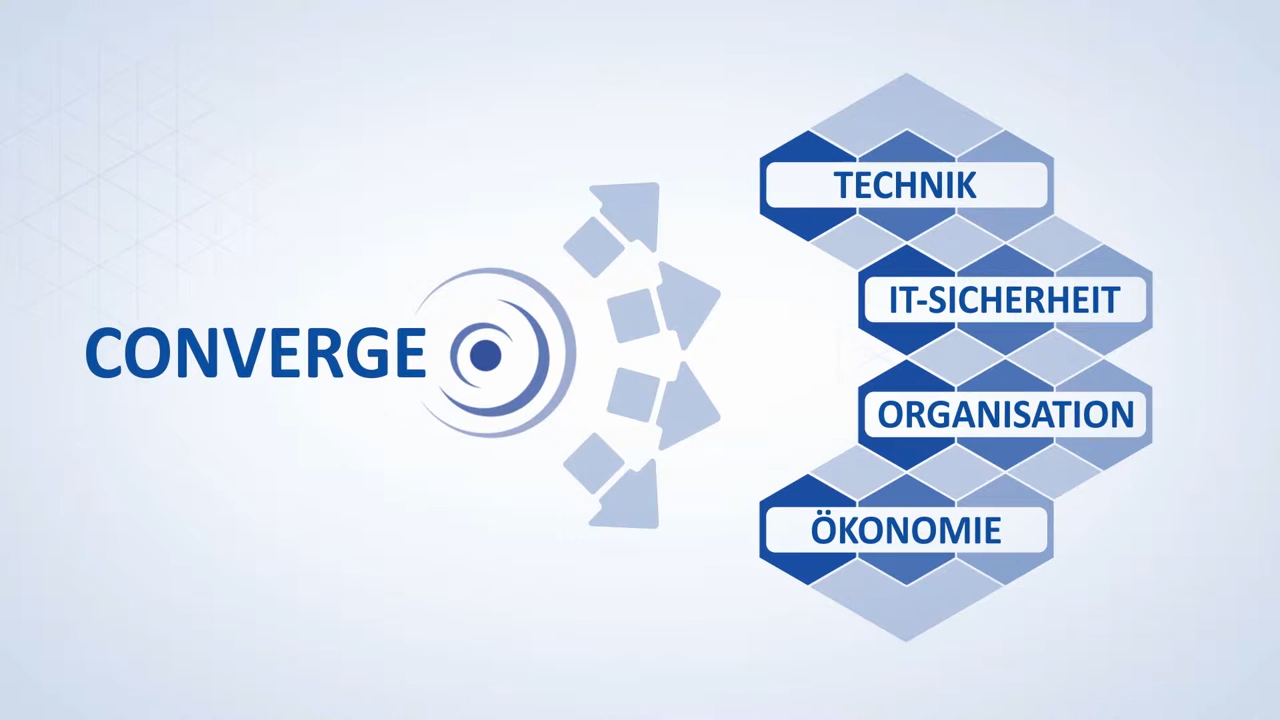 CONVERGE
TECHNIK
IT-SICHERHEIT
ORGANISATION
ÖKONOMIE